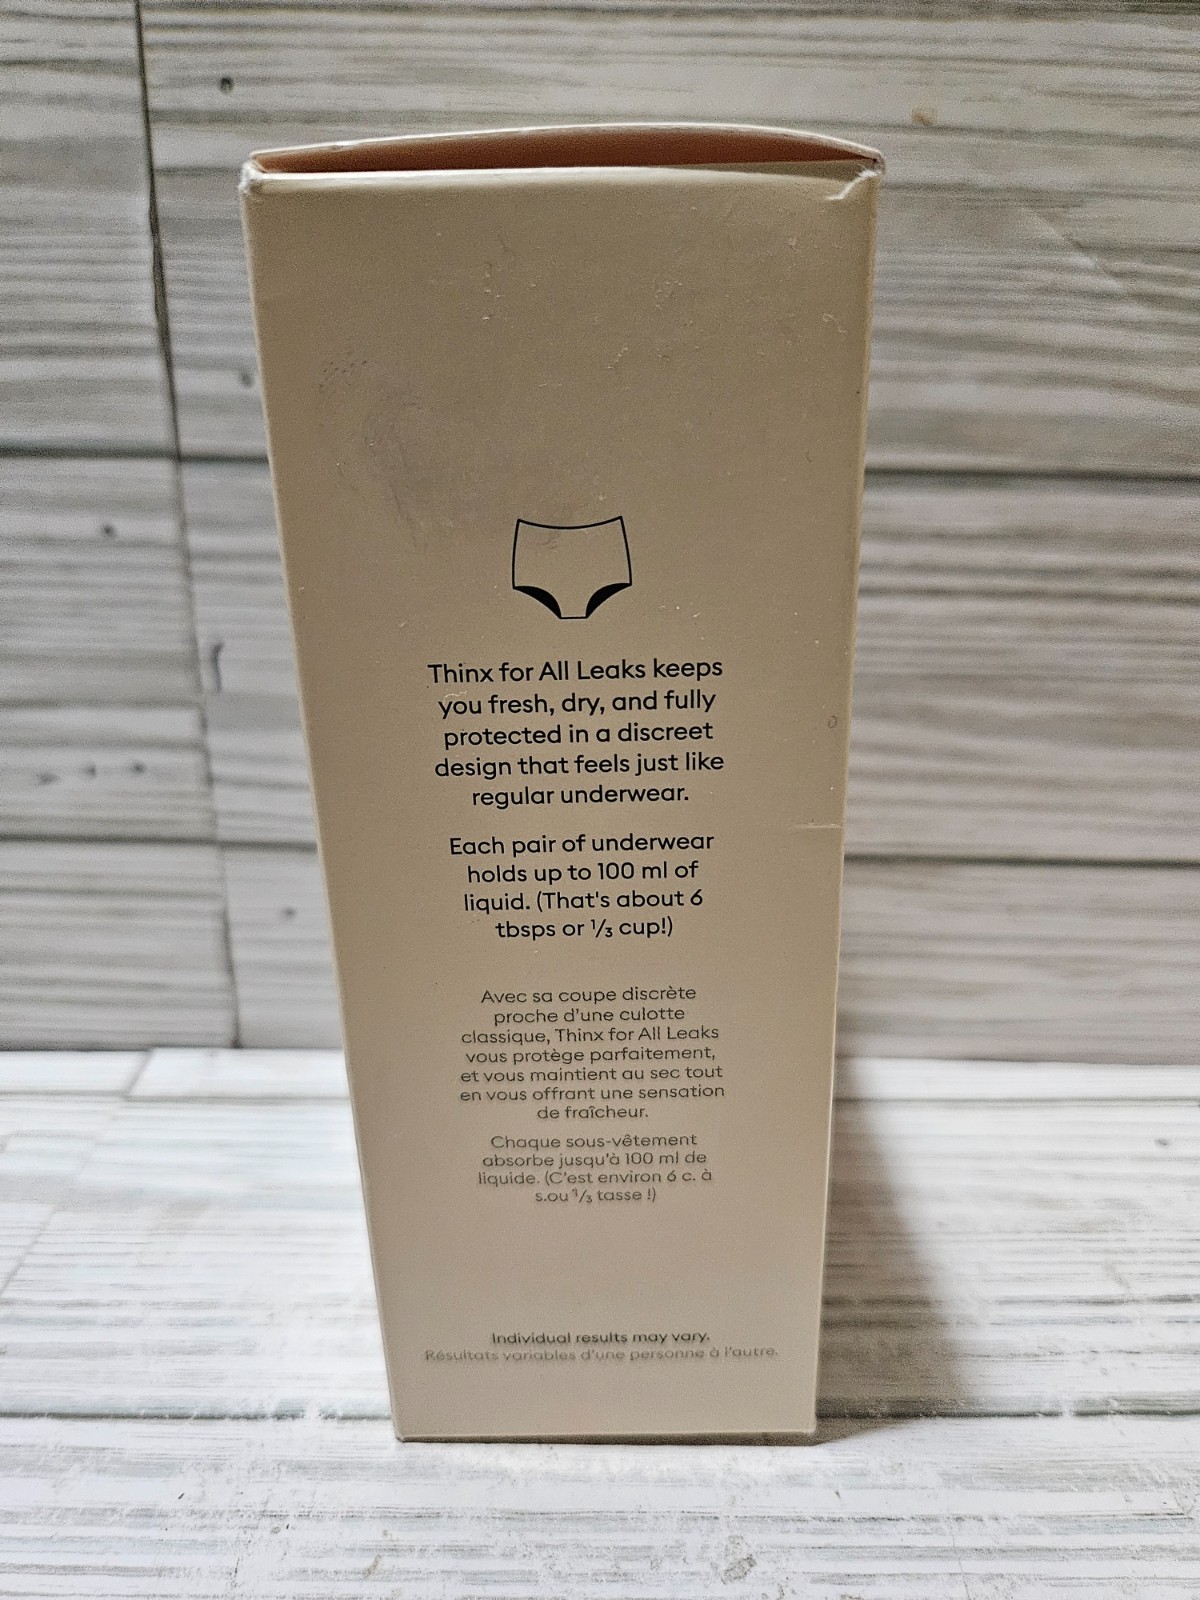 Thinx for All Leaks keeps
you fresh, dry, and fully
protected in a discreet
design that feels just like
regular underwear.
Each pair of underwear
holds up to 100 ml of
liquid. (That's about 6
tbsps or 1/3 cup!)
Avec sa coupe discrète
proche d'une culotte
classique, Thinx for All Leaks
vous protège parfaitement,
et vous maintient au sec tout
en vous offrant une sensation
de fraîcheur.
Chaque sous-vêtement
absorbe jusqu'à 100 ml de
liquide. (C'est environ 6 c. à
s.ou 1/3 tasse !)
Individual results may vary.
Résultats variables d'une personne à l'autre.